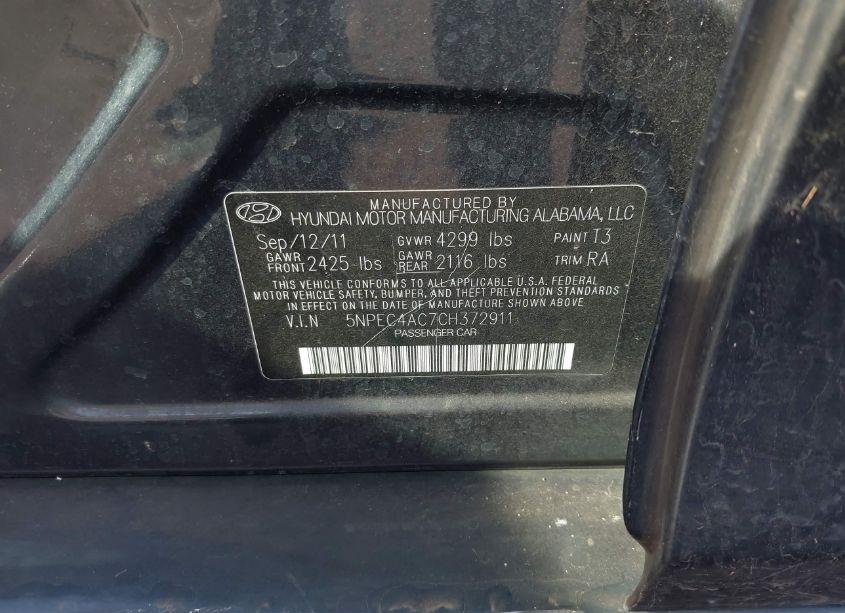 MANUFACTURED BY
HYUNDAI MOTOR MANUFACTURING ALABAMA, LLC
Sep/12/11 GVWR 4299 lbs PAINT T3
GAWR FRONT 2425 lbs GAWR REAR 2116 lbs TRIM RA
THIS VEHICLE CONFORMS TO ALL APPLICABLE U.S.A. FEDERAL
MOTOR VEHICLE SAFETY, BUMPER, AND THEFT PREVENTION STANDARDS
IN EFFECT ON THE DATE OF MANUFACTURE SHOWN ABOVE
V.I.N 5NPEC4AC7CH372911
PASSENGER CAR